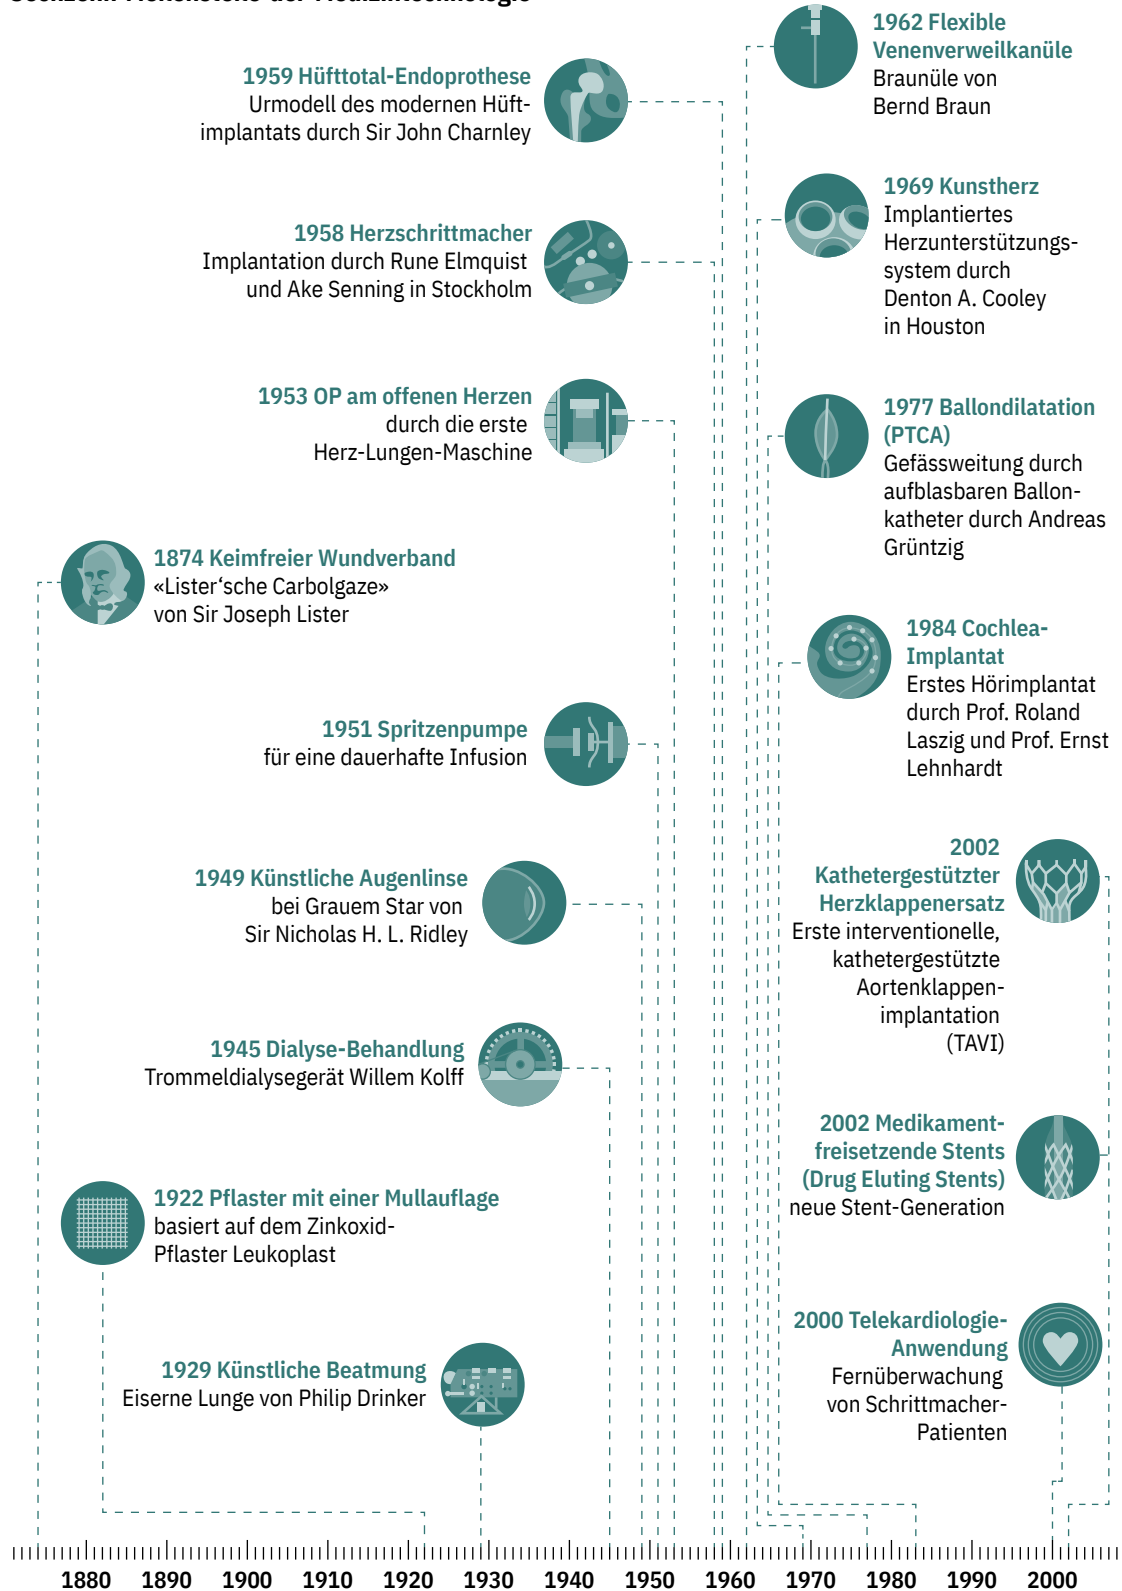 Sechzehn Meilensteine der Medizintechnologie
1959 Hüfttotal-Endoprothese
Urmodell des modernen Hüft-
implantats durch Sir John Charnley
1958 Herzschrittmacher
Implantation durch Rune Elmquist
und Ake Senning in Stockholm
1953 OP am offenen Herzen
durch die erste
Herz-Lungen-Maschine
1874 Keimfreier Wundverband
«Lister‘sche Carbolgaze»
von Sir Joseph Lister
1951 Spritzenpumpe
für eine dauerhafte Infusion
1949 Künstliche Augenlinse
bei Grauem Star von
Sir Nicholas H. L. Ridley
1945 Dialyse-Behandlung
Trommeldialysegerät Willem Kolff
1922 Pflaster mit einer Mullauflage
basiert auf dem Zinkoxid-
Pflaster Leukoplast
1929 Künstliche Beatmung
Eiserne Lunge von Philip Drinker
1962 Flexible
Venenverweilkanüle
Braunüle von
Bernd Braun
1969 Kunstherz
Implantiertes
Herzunterstützungs-
system durch
Denton A. Cooley
in Houston
1977 Ballondilatation
(PTCA)
Gefässweitung durch
aufblasbaren Ballon-
katheter durch Andreas
Grüntzig
1984 Cochlea-
Implantat
Erstes Hörimplantat
durch Prof. Roland
Laszig und Prof. Ernst
Lehnhardt
2002
Kathetergestützter
Herzklappenersatz
Erste interventionelle,
kathetergestützte
Aortenklappen-
implantation
(TAVI)
2002 Medikament-
freisetzende Stents
(Drug Eluting Stents)
neue Stent-Generation
2000 Telekardiologie-
Anwendung
Fernüberwachung
von Schrittmacher-
Patienten
1880 1890 1900 1910 1920 1930 1940 1950 1960 1970 1980 1990 2000